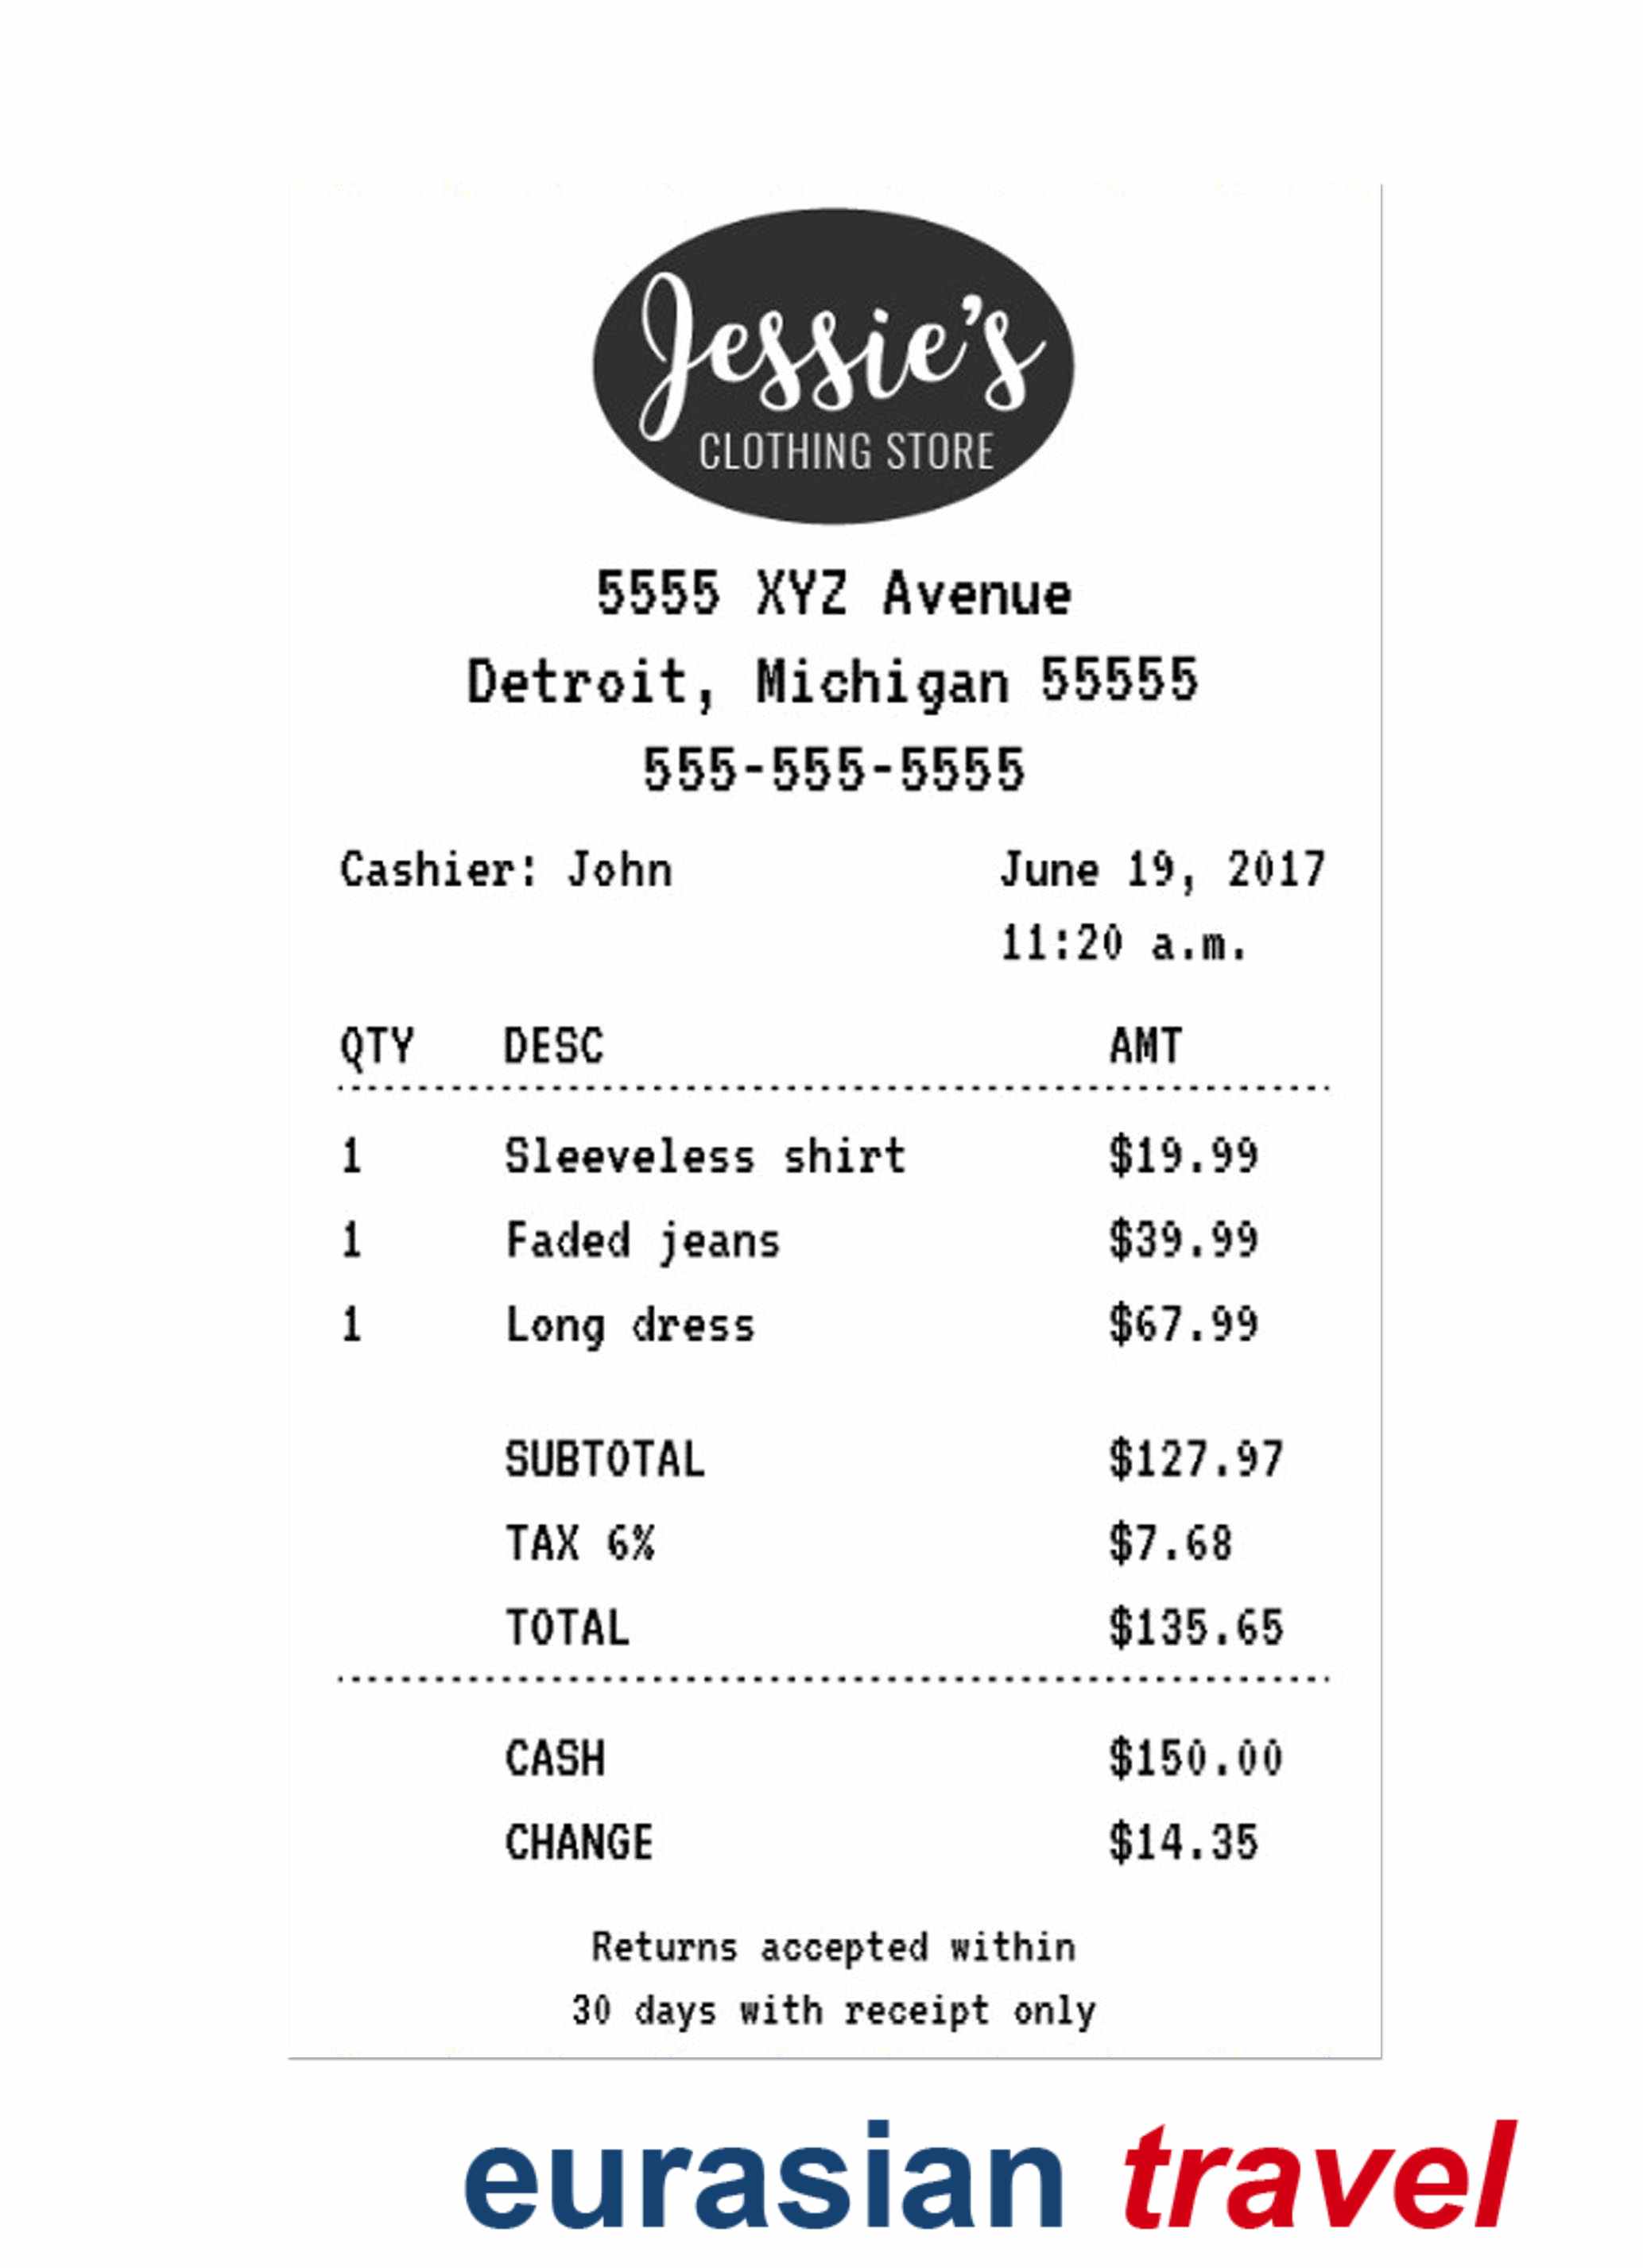 Jessie's
CLOTHING STORE
5555 XYZ Avenue
Detroit, Michigan 55555
555-555-5555
Cashier: John June 19, 2017
11:20 a.m.
QTY DESC AMT
1 Sleeveless shirt $19.99
1 Faded jeans $39.99
1 Long dress $67.99
SUBTOTAL $127.97
TAX 6% $7.68
TOTAL $135.65
CASH $150.00
CHANGE $14.35
Returns accepted within
30 days with receipt only
eurasian travel